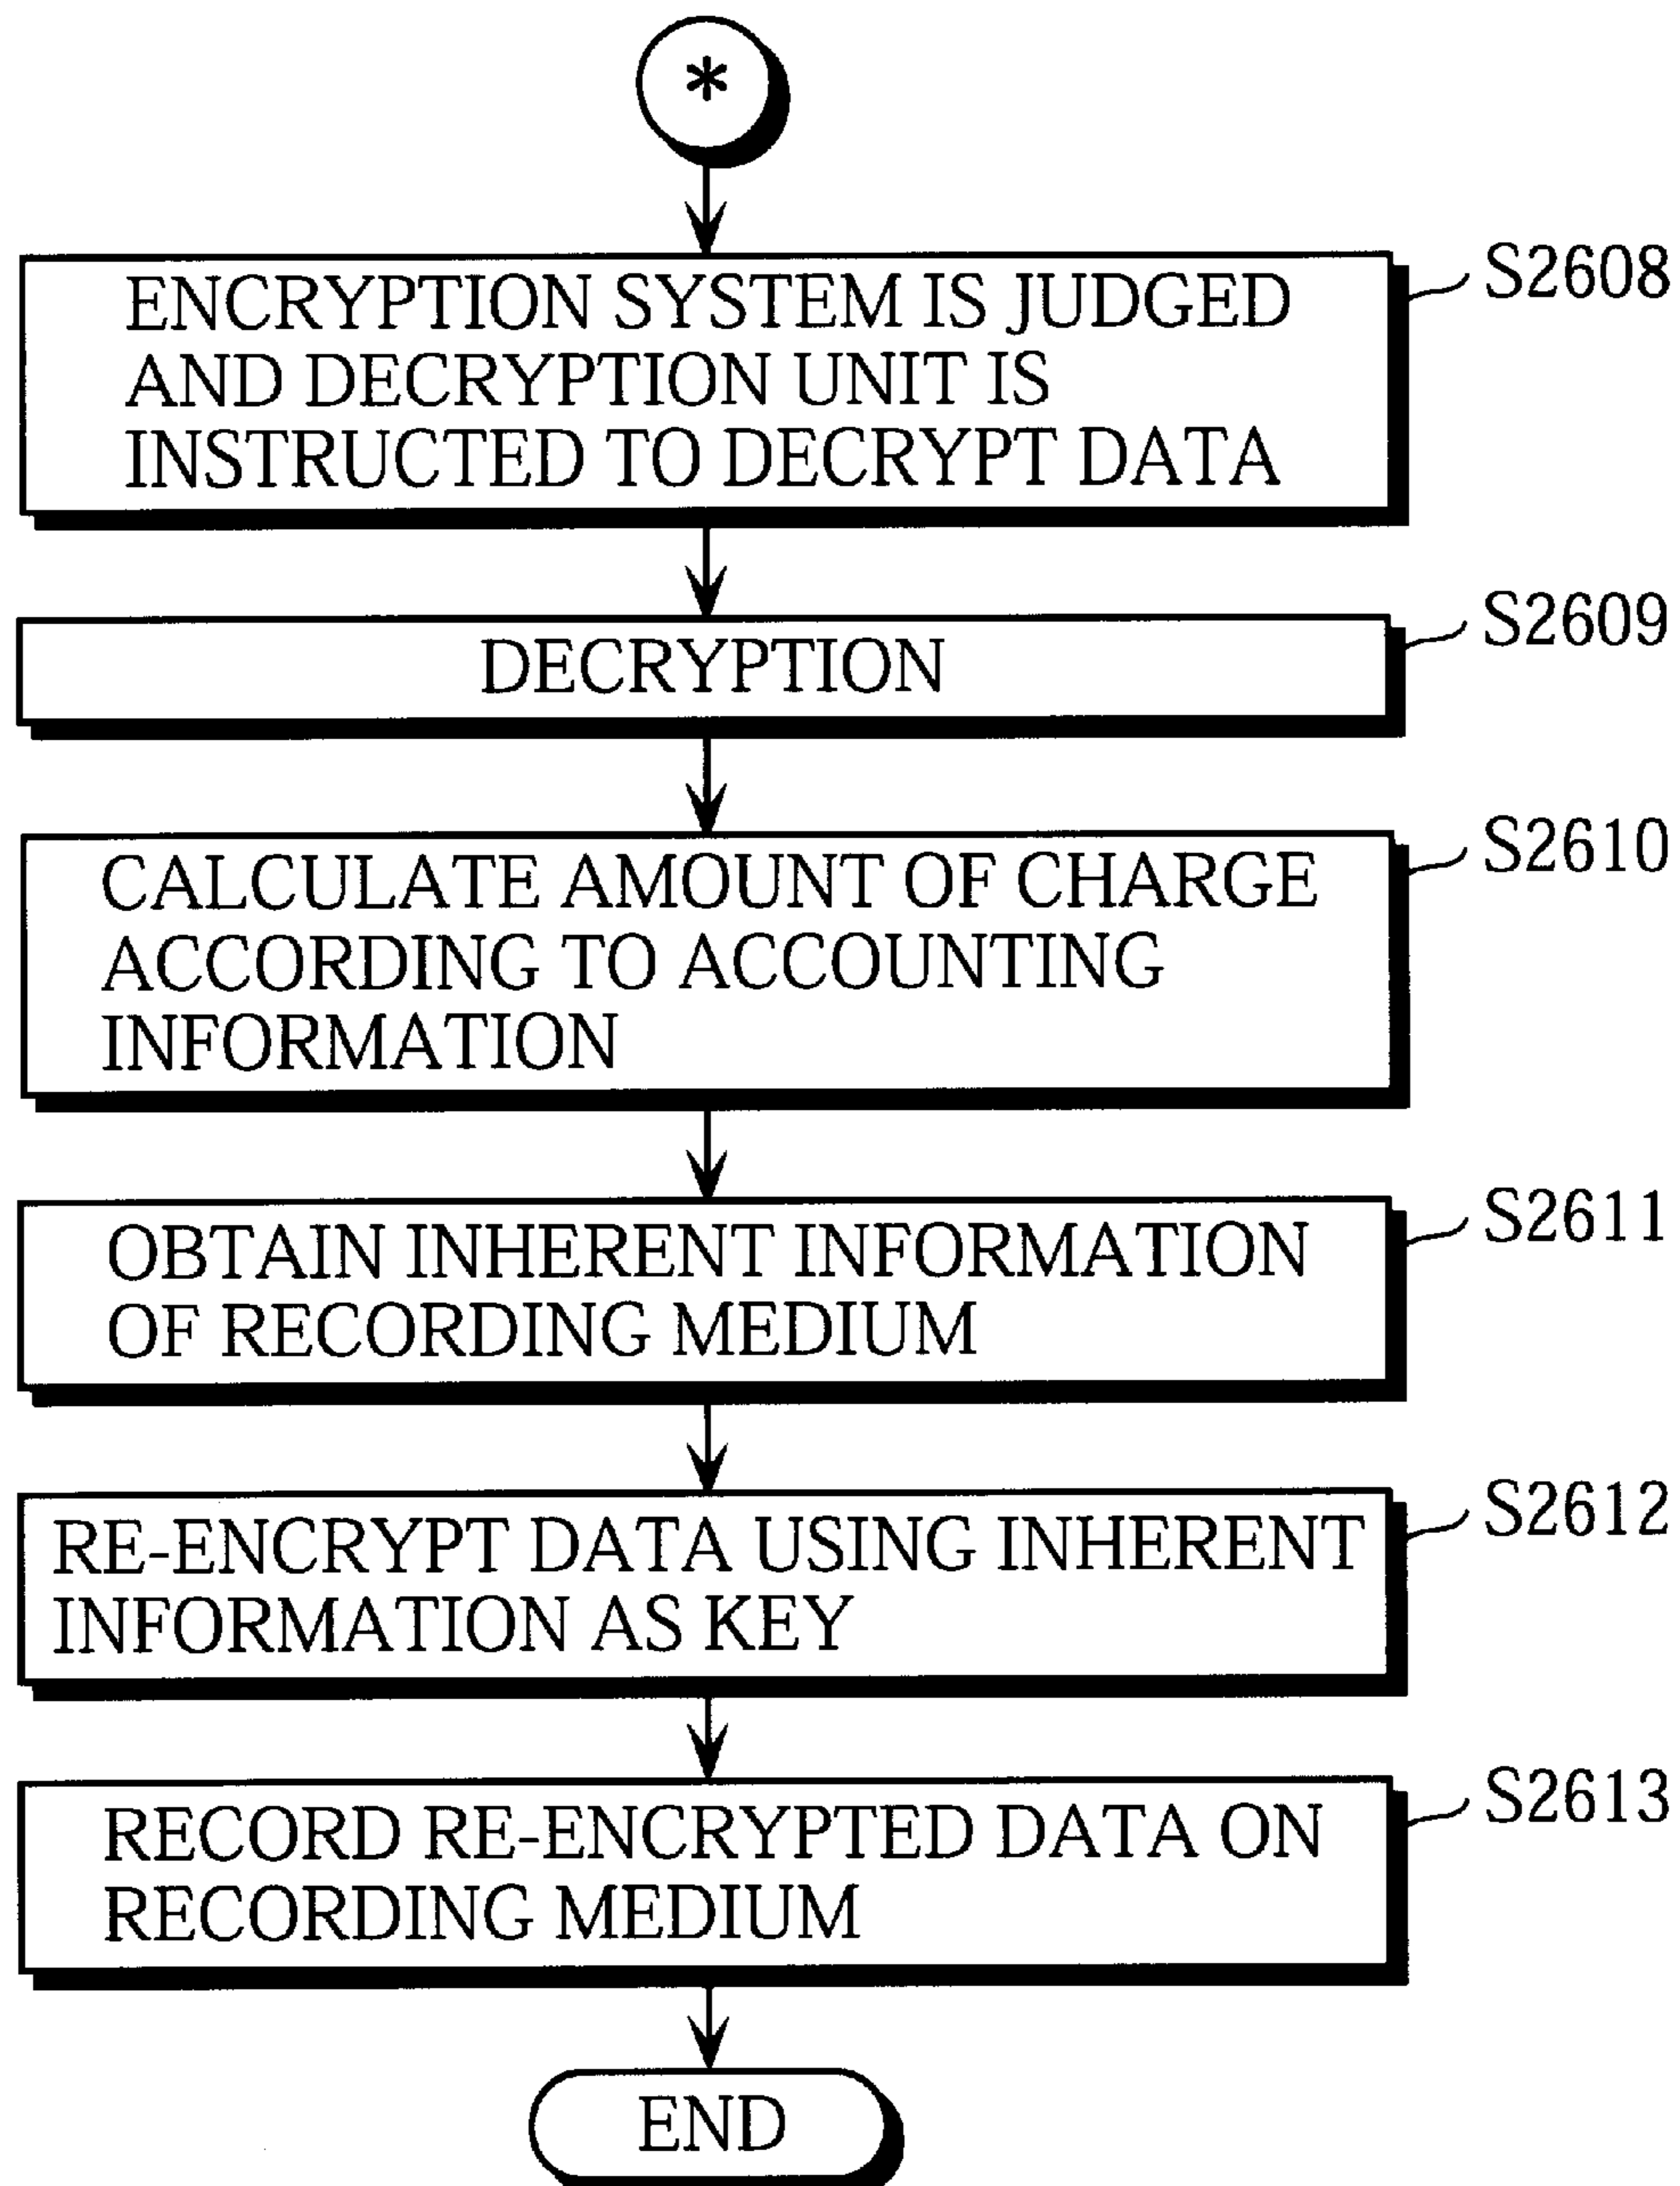 *
ENCRYPTION SYSTEM IS JUDGED
AND DECRYPTION UNIT IS
INSTRUCTED TO DECRYPT DATA
S2608
DECRYPTION
S2609
CALCULATE AMOUNT OF CHARGE
ACCORDING TO ACCOUNTING
INFORMATION
S2610
OBTAIN INHERENT INFORMATION
OF RECORDING MEDIUM
S2611
RE-ENCRYPT DATA USING INHERENT
INFORMATION AS KEY
S2612
RECORD RE-ENCRYPTED DATA ON
RECORDING MEDIUM
S2613
END